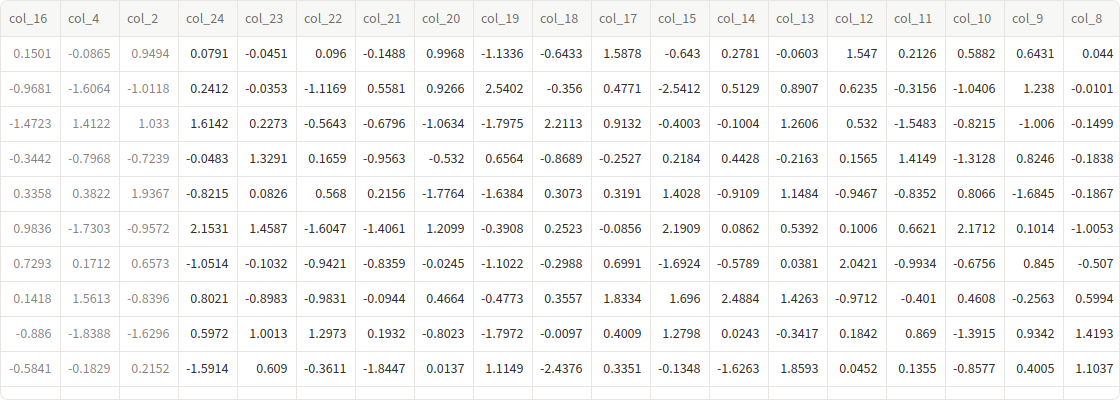 col_16 col_4 col_2 col_24 col_23 col_22 col_21 col_20 col_19 col_18 col_17 col_15 col_14 col_13 col_12 col_11 col_10 col_9 col_8
0.1501 -0.0865 0.9494 0.0791 -0.0451 0.096 -0.1488 0.9968 -1.1336 -0.6433 1.5878 -0.643 0.2781 -0.0603 1.547 0.2126 0.5882 0.6431 0.044
-0.9681 -1.6064 -1.0118 0.2412 -0.0353 -1.1169 0.5581 0.9266 2.5402 -0.356 0.4771 -2.5412 0.5129 0.8907 0.6235 -0.3156 -1.0406 1.238 -0.0101
-1.4723 1.4122 1.033 1.6142 0.2273 -0.5643 -0.6796 -1.0634 -1.7975 2.2113 0.9132 -0.4003 -0.1004 1.2606 0.532 -1.5483 -0.8215 -1.006 -0.1499
-0.3442 -0.7968 -0.7239 -0.0483 1.3291 0.1659 -0.9563 -0.532 0.6564 -0.8689 -0.2527 0.2184 0.4428 -0.2163 0.1565 1.4149 -1.3128 0.8246 -0.1838
0.3358 0.3822 1.9367 -0.8215 0.0826 0.568 0.2156 -1.7764 -1.6384 0.3073 0.3191 1.4028 -0.9109 1.1484 -0.9467 -0.8352 0.8066 -1.6845 -0.1867
0.9836 -1.7303 -0.9572 2.1531 1.4587 -1.6047 -1.4061 1.2099 -0.3908 0.2523 -0.0856 2.1909 0.0862 0.5392 0.1006 0.6621 2.1712 0.1014 -1.0053
0.7293 0.1712 0.6573 -1.0514 -0.1032 -0.9421 -0.8359 -0.0245 -1.1022 -0.2988 0.6991 -1.6924 -0.5789 0.0381 2.0421 -0.9934 -0.6756 0.845 -0.507
0.1418 1.5613 -0.8396 0.8021 -0.8983 -0.9831 -0.0944 0.4664 -0.4773 0.3557 1.8334 1.696 2.4884 1.4263 -0.9712 -0.401 0.4608 -0.2563 0.5994
-0.886 -1.8388 -1.6296 0.5972 1.0013 1.2973 0.1932 -0.8023 -1.7972 -0.0097 0.4009 1.2798 0.0243 -0.3417 0.1842 0.869 -1.3915 0.9342 1.4193
-0.5841 -0.1829 0.2152 -1.5914 0.609 -0.3611 -1.8447 0.0137 1.1149 -2.4376 0.3351 -0.1348 -1.6263 1.8593 0.0452 0.1355 -0.8577 0.4005 1.1037